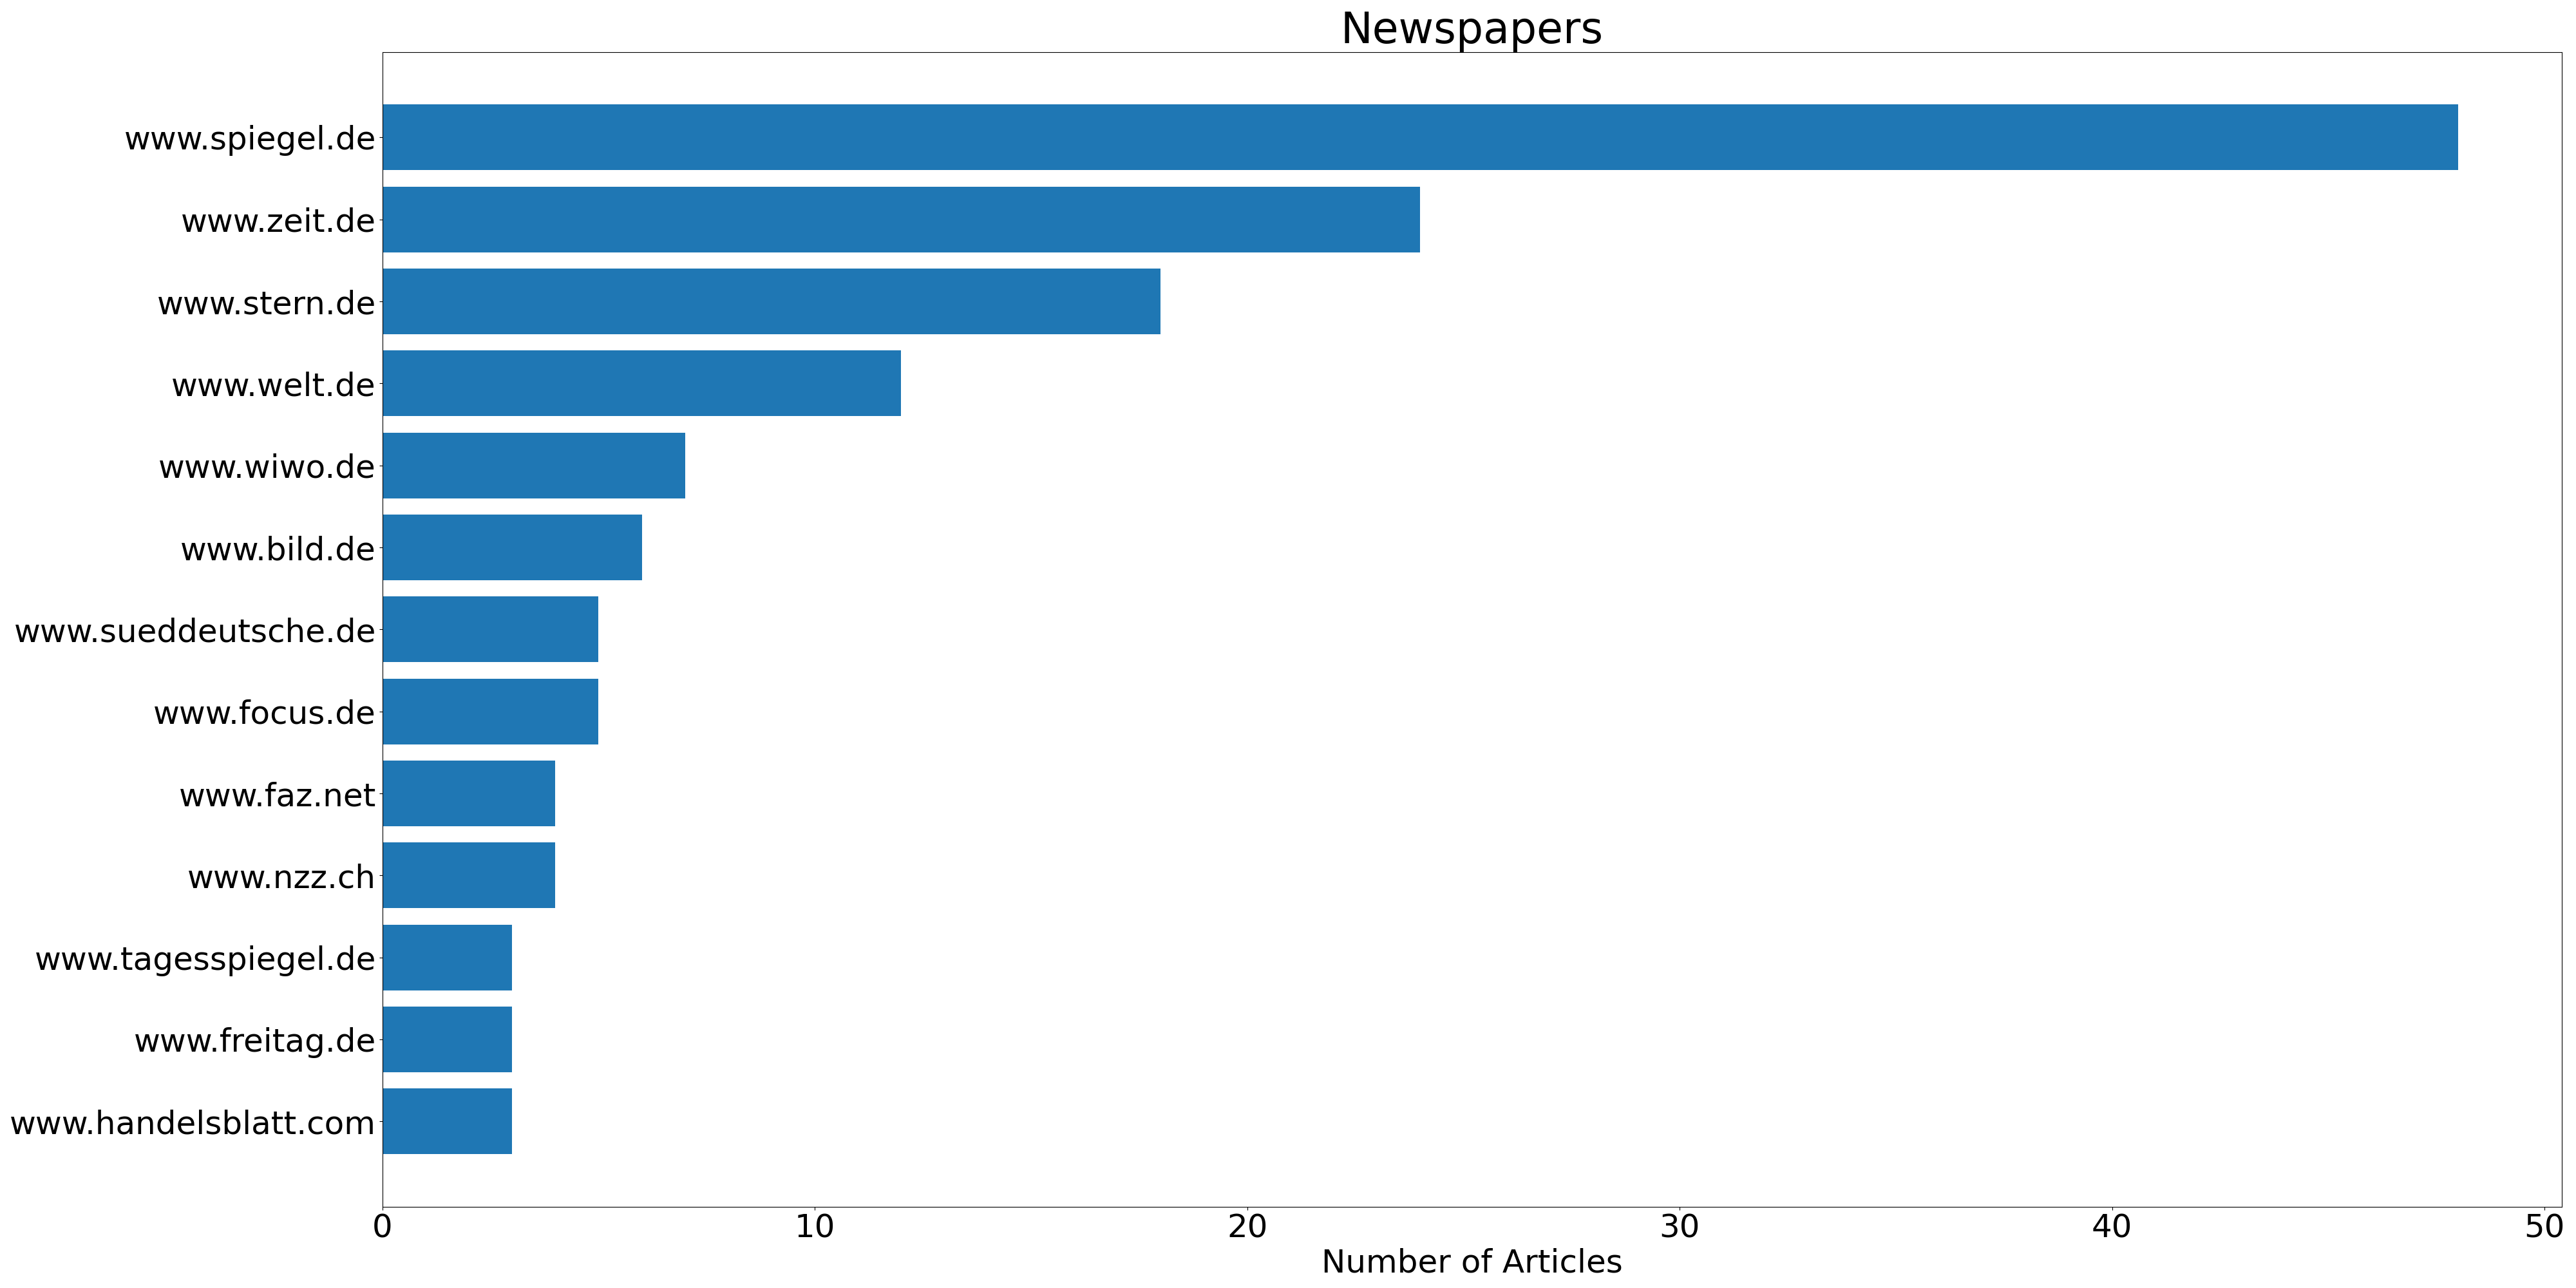 Newspapers
www.spiegel.de
www.zeit.de
www.stern.de
www.welt.de
www.wiwo.de
www.bild.de
www.sueddeutsche.de
www.focus.de
www.faz.net
www.nzz.ch
www.tagesspiegel.de
www.freitag.de
www.handelsblatt.com
0 10 20 30 40 50
Number of Articles